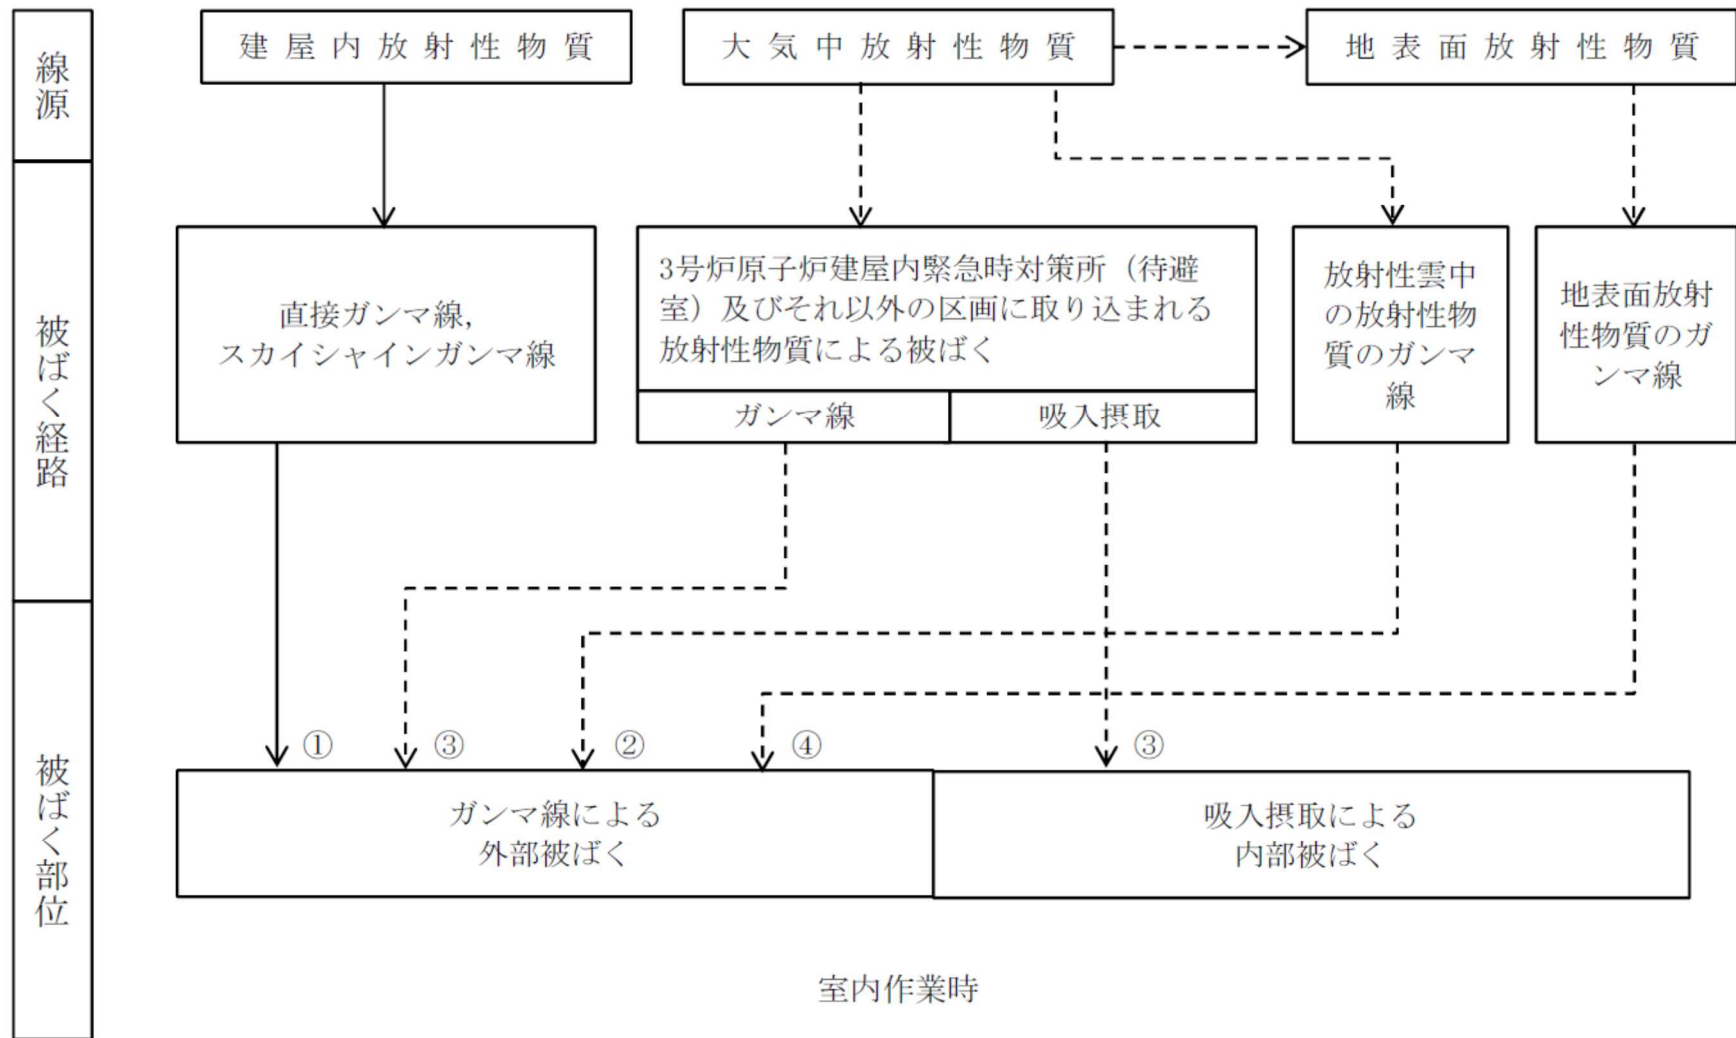 線源
建屋内放射性物質
大気中放射性物質
地表面放射性物質
被ばく経路
直接ガンマ線,
スカイシャインガンマ線
3号炉原子炉建屋内緊急時対策所（待避
室）及びそれ以外の区画に取り込まれる
放射性物質による被ばく
ガンマ線
吸入摂取
放射性雲中
の放射性物
質のガンマ
線
地表面放射
性物質のガ
ンマ線
被ばく部位
①
③
②
④
③
ガンマ線による
外部被ばく
吸入摂取による
内部被ばく
室内作業時